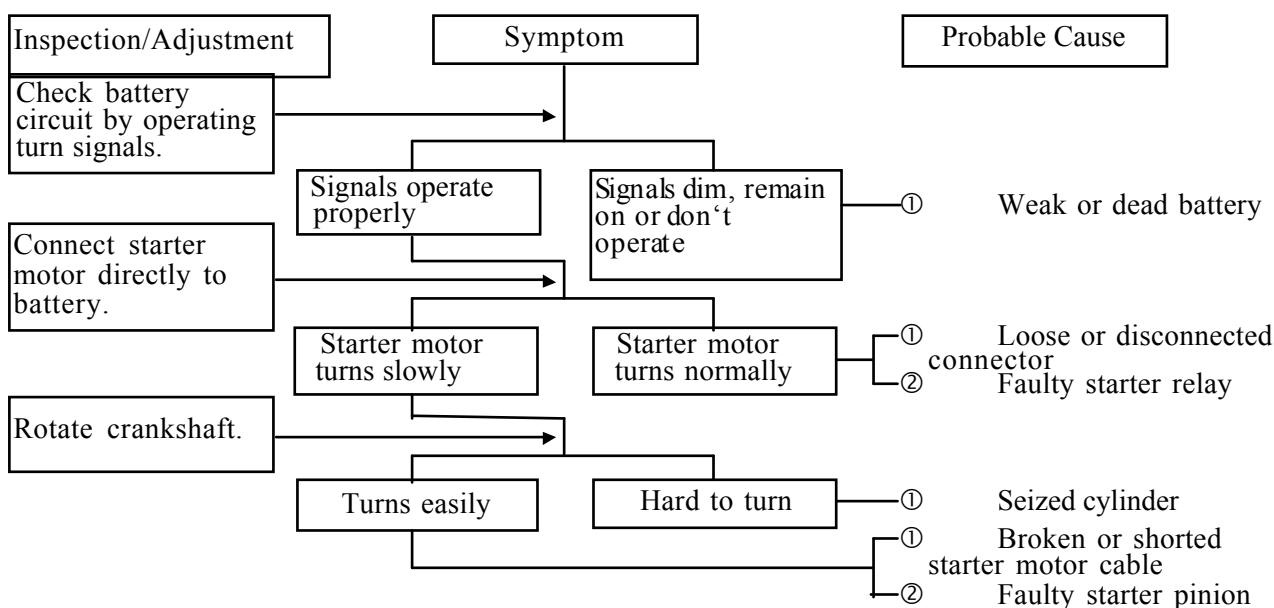 Inspection/Adjustment
Symptom
Probable Cause
Check battery
circuit by operating
turn signals.
Signals operate
properly
Signals dim, remain
on or don‘t
operate
① Weak or dead battery
Connect starter
motor directly to
battery.
Starter motor
turns slowly
Starter motor
turns normally
① Loose or disconnected
connector
② Faulty starter relay
Rotate crankshaft.
Turns easily
Hard to turn
① Seized cylinder
① Broken or shorted
starter motor cable
② Faulty starter pinion